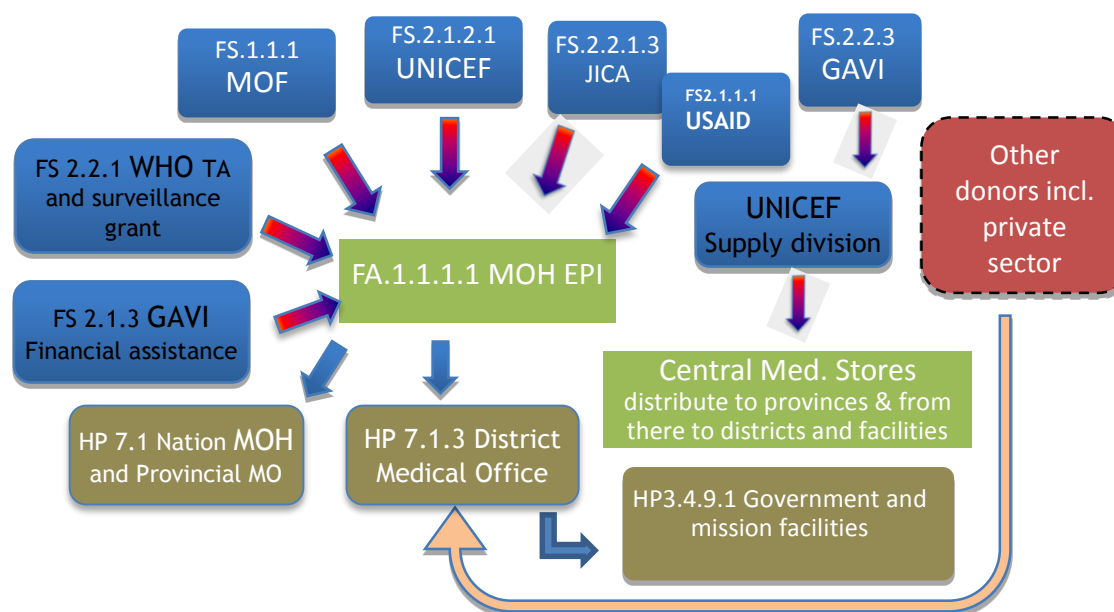 FS.1.1.1
MOF
FS.2.1.2.1
UNICEF
FS.2.2.1.3
JICA
FS2.1.1.1
USAID
FS.2.2.3
GAVI
FS 2.2.1 WHO TA
and surveillance
grant
UNICEF
Supply division
Other
donors incl.
private
sector
FA.1.1.1.1 MOH EPI
FS 2.1.3 GAVI
Financial assistance
Central Med. Stores
distribute to provinces & from
there to districts and facilities
HP 7.1 Nation MOH
and Provincial MO
HP 7.1.3 District
Medical Office
HP3.4.9.1 Government and
mission facilities